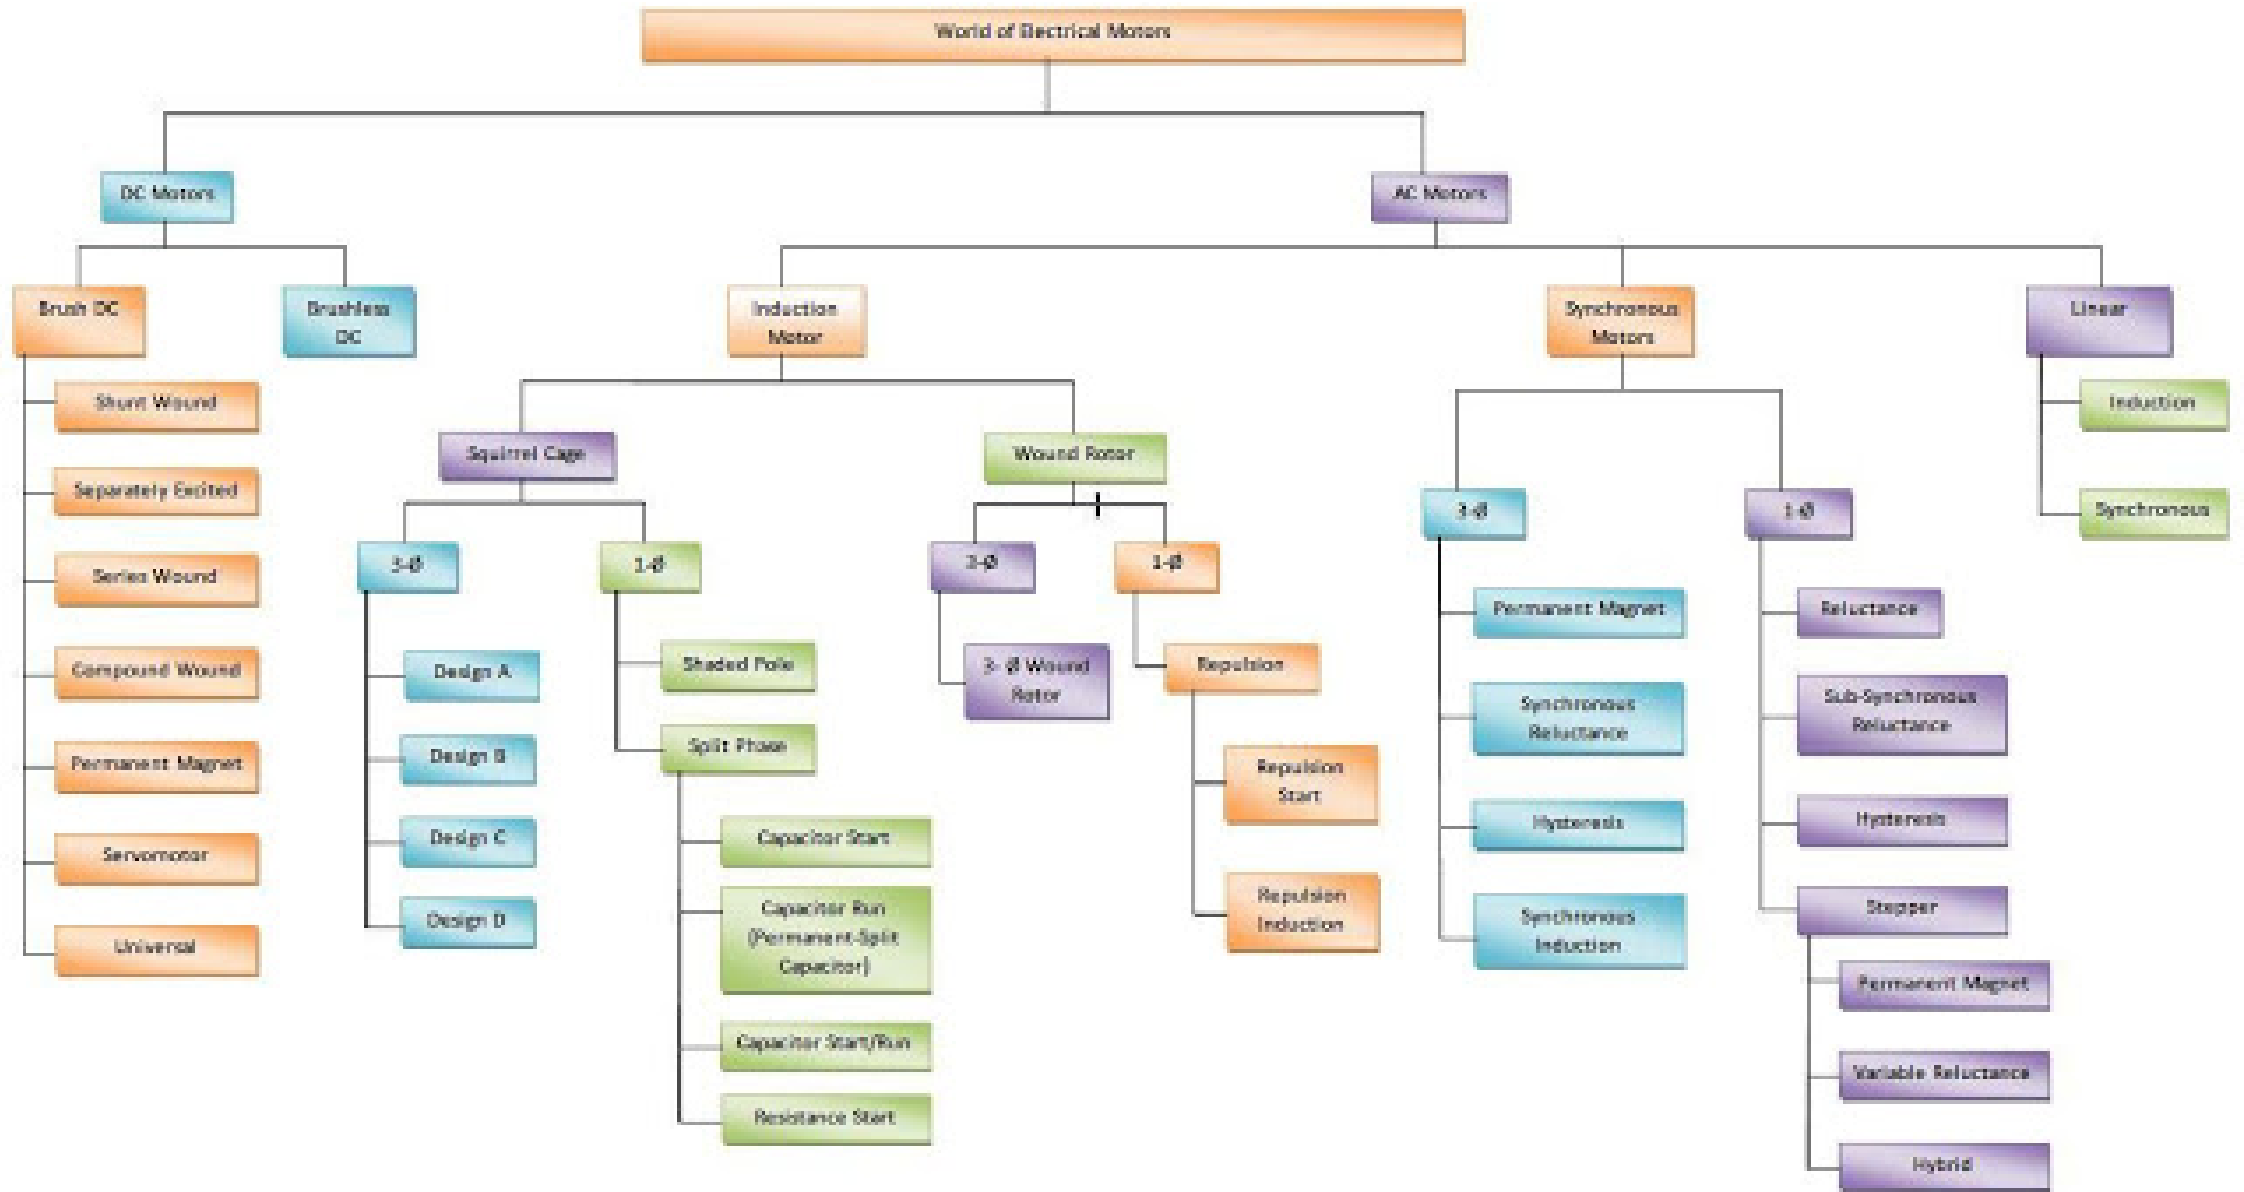 World of Electrical Motors
DC Motors
AC Motors
Brush DC
Brushless
DC
Induction
Motor
Synchronous
Motors
Linear
Shunt Wound
Separately Excited
Series Wound
Compound Wound
Permanent Magnet
Servomotor
Universal
Squirrel Cage
Wound Rotor
3-Ø
1-Ø
3-Ø
1-Ø
Design A
Design B
Design C
Design D
Shaded Pole
Split Phase
Capacitor Start
Capacitor Run
(Permanent-Split
Capacitor)
Capacitor Start/Run
Resistance Start
3- Ø Wound
Rotor
Repulsion
Repulsion
Start
Repulsion
Induction
3-Ø
1-Ø
Permanent Magnet
Synchronous
Reluctance
Hysteresis
Synchronous
Induction
Reluctance
Sub-Synchronous
Reluctance
Hysteresis
Stepper
Permanent Magnet
Variable Reluctance
Hybrid
Induction
Synchronous